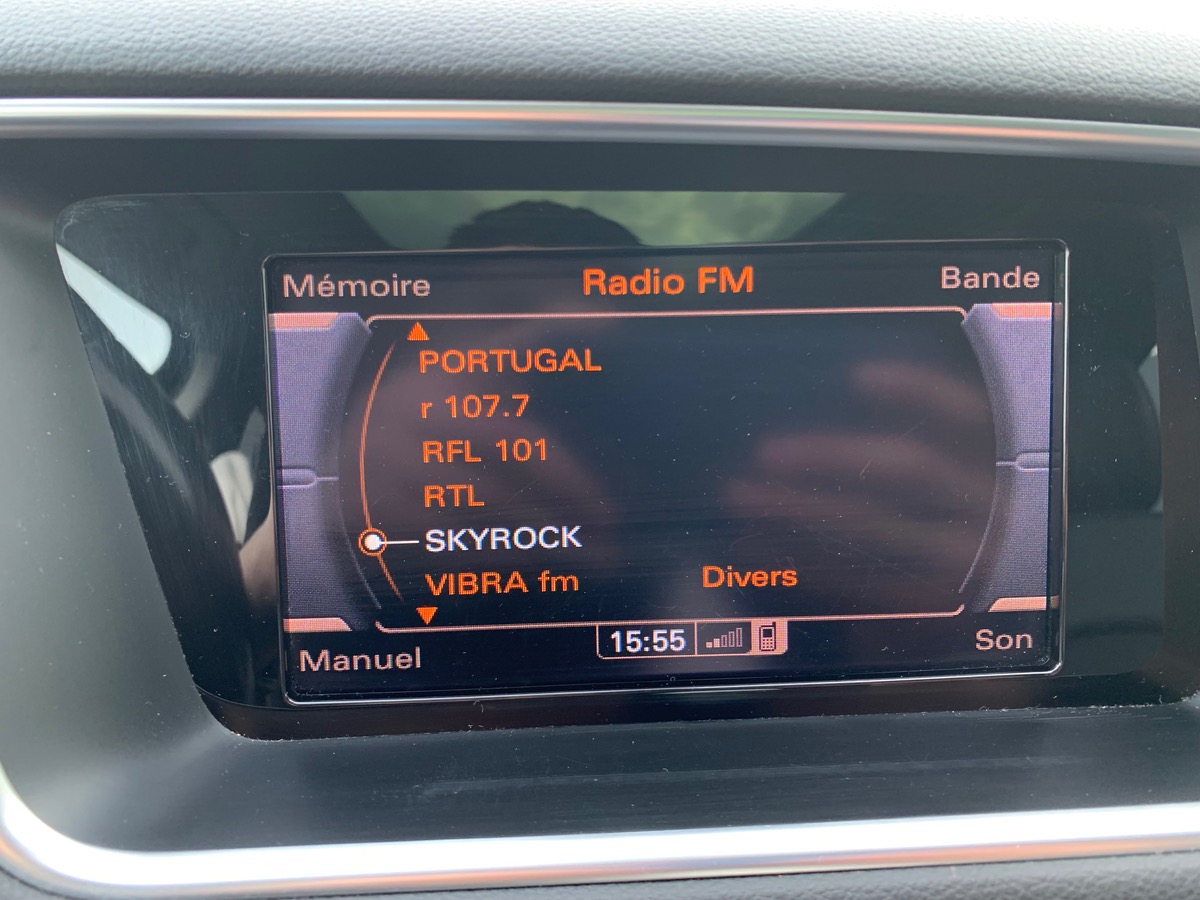 Mémoire Radio FM Bande
PORTUGAL
r 107.7
RFL 101
RTL
SKYROCK
VIBRA fm Divers
Manuel 15:55 Son